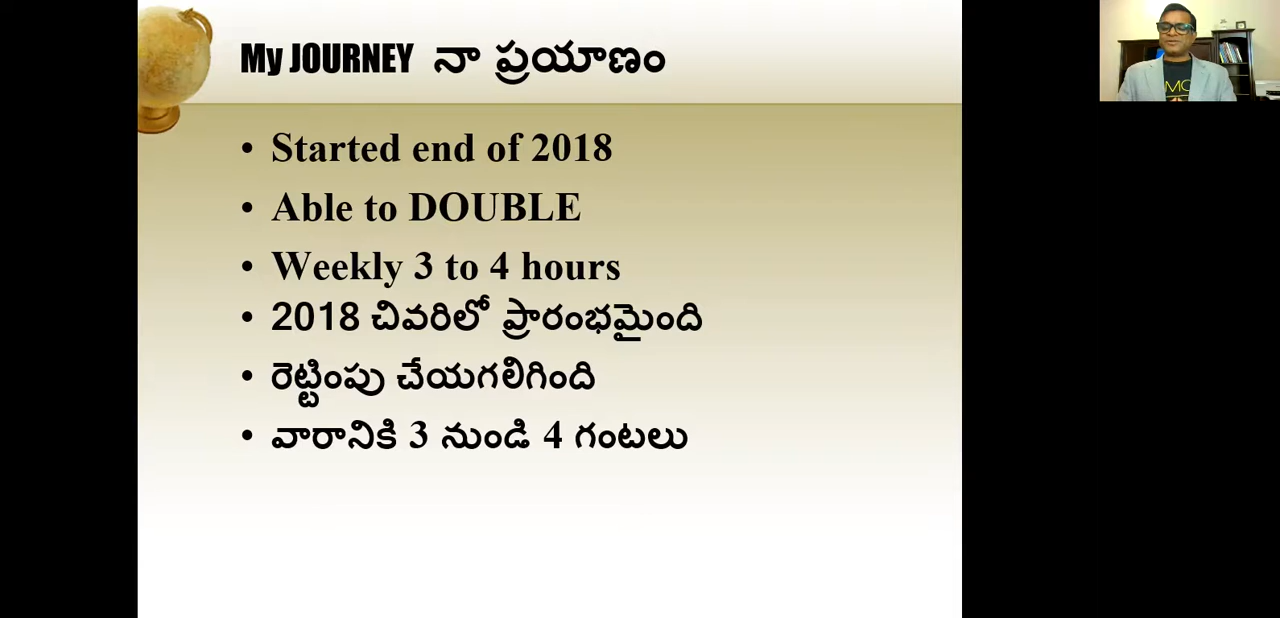 My JOURNEY నా ప్రయాణం
• Started end of 2018
• Able to DOUBLE
• Weekly 3 to 4 hours
• 2018 చివరిలో ప్రారంభమైంది
• రెట్టింపు చేయగలిగింది
• వారానికి 3 నుండి 4 గంటలు